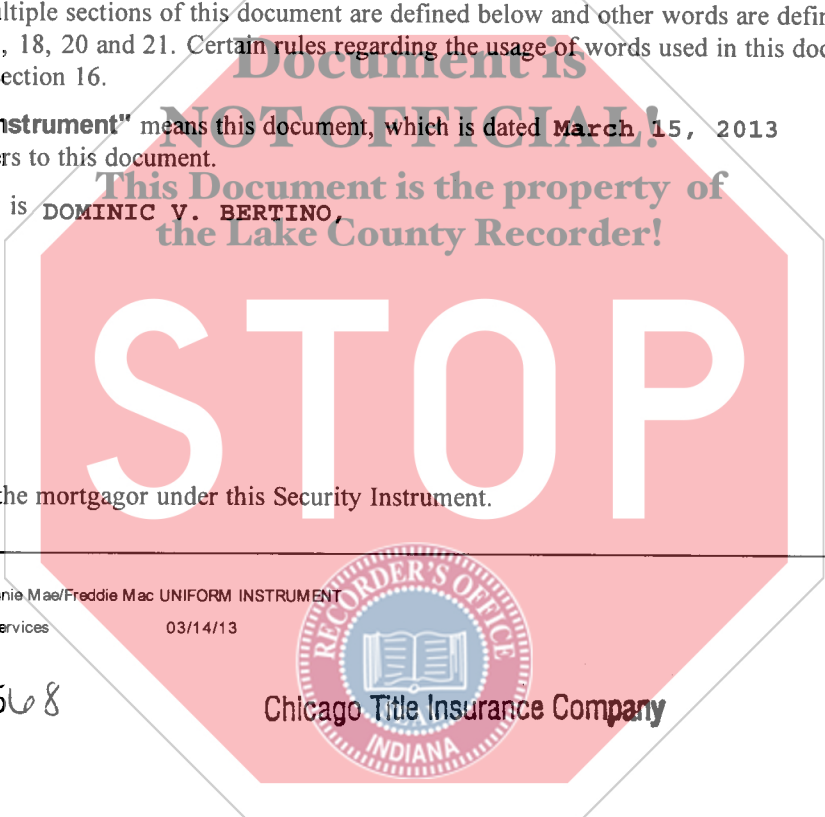 ltiple sections of this document are defined below and other words are defin
, 18, 20 and 21. Certain rules regarding the usage of words used in this doc
ection 16.
Document is
nstrument" means this document, which is dated March 15, 2013
NOT OFFICIAL!
rs to this document.
This Document is the property of
is DOMINIC V. BERTINO,
the Lake County Recorder!
STOP
the mortgagor under this Security Instrument.
nie Mae/Freddie Mac UNIFORM INSTRUMENT
ervices 03/14/13
RECORDER'S OFFICE
568
Chicago Title Insurance Company
INDIANA